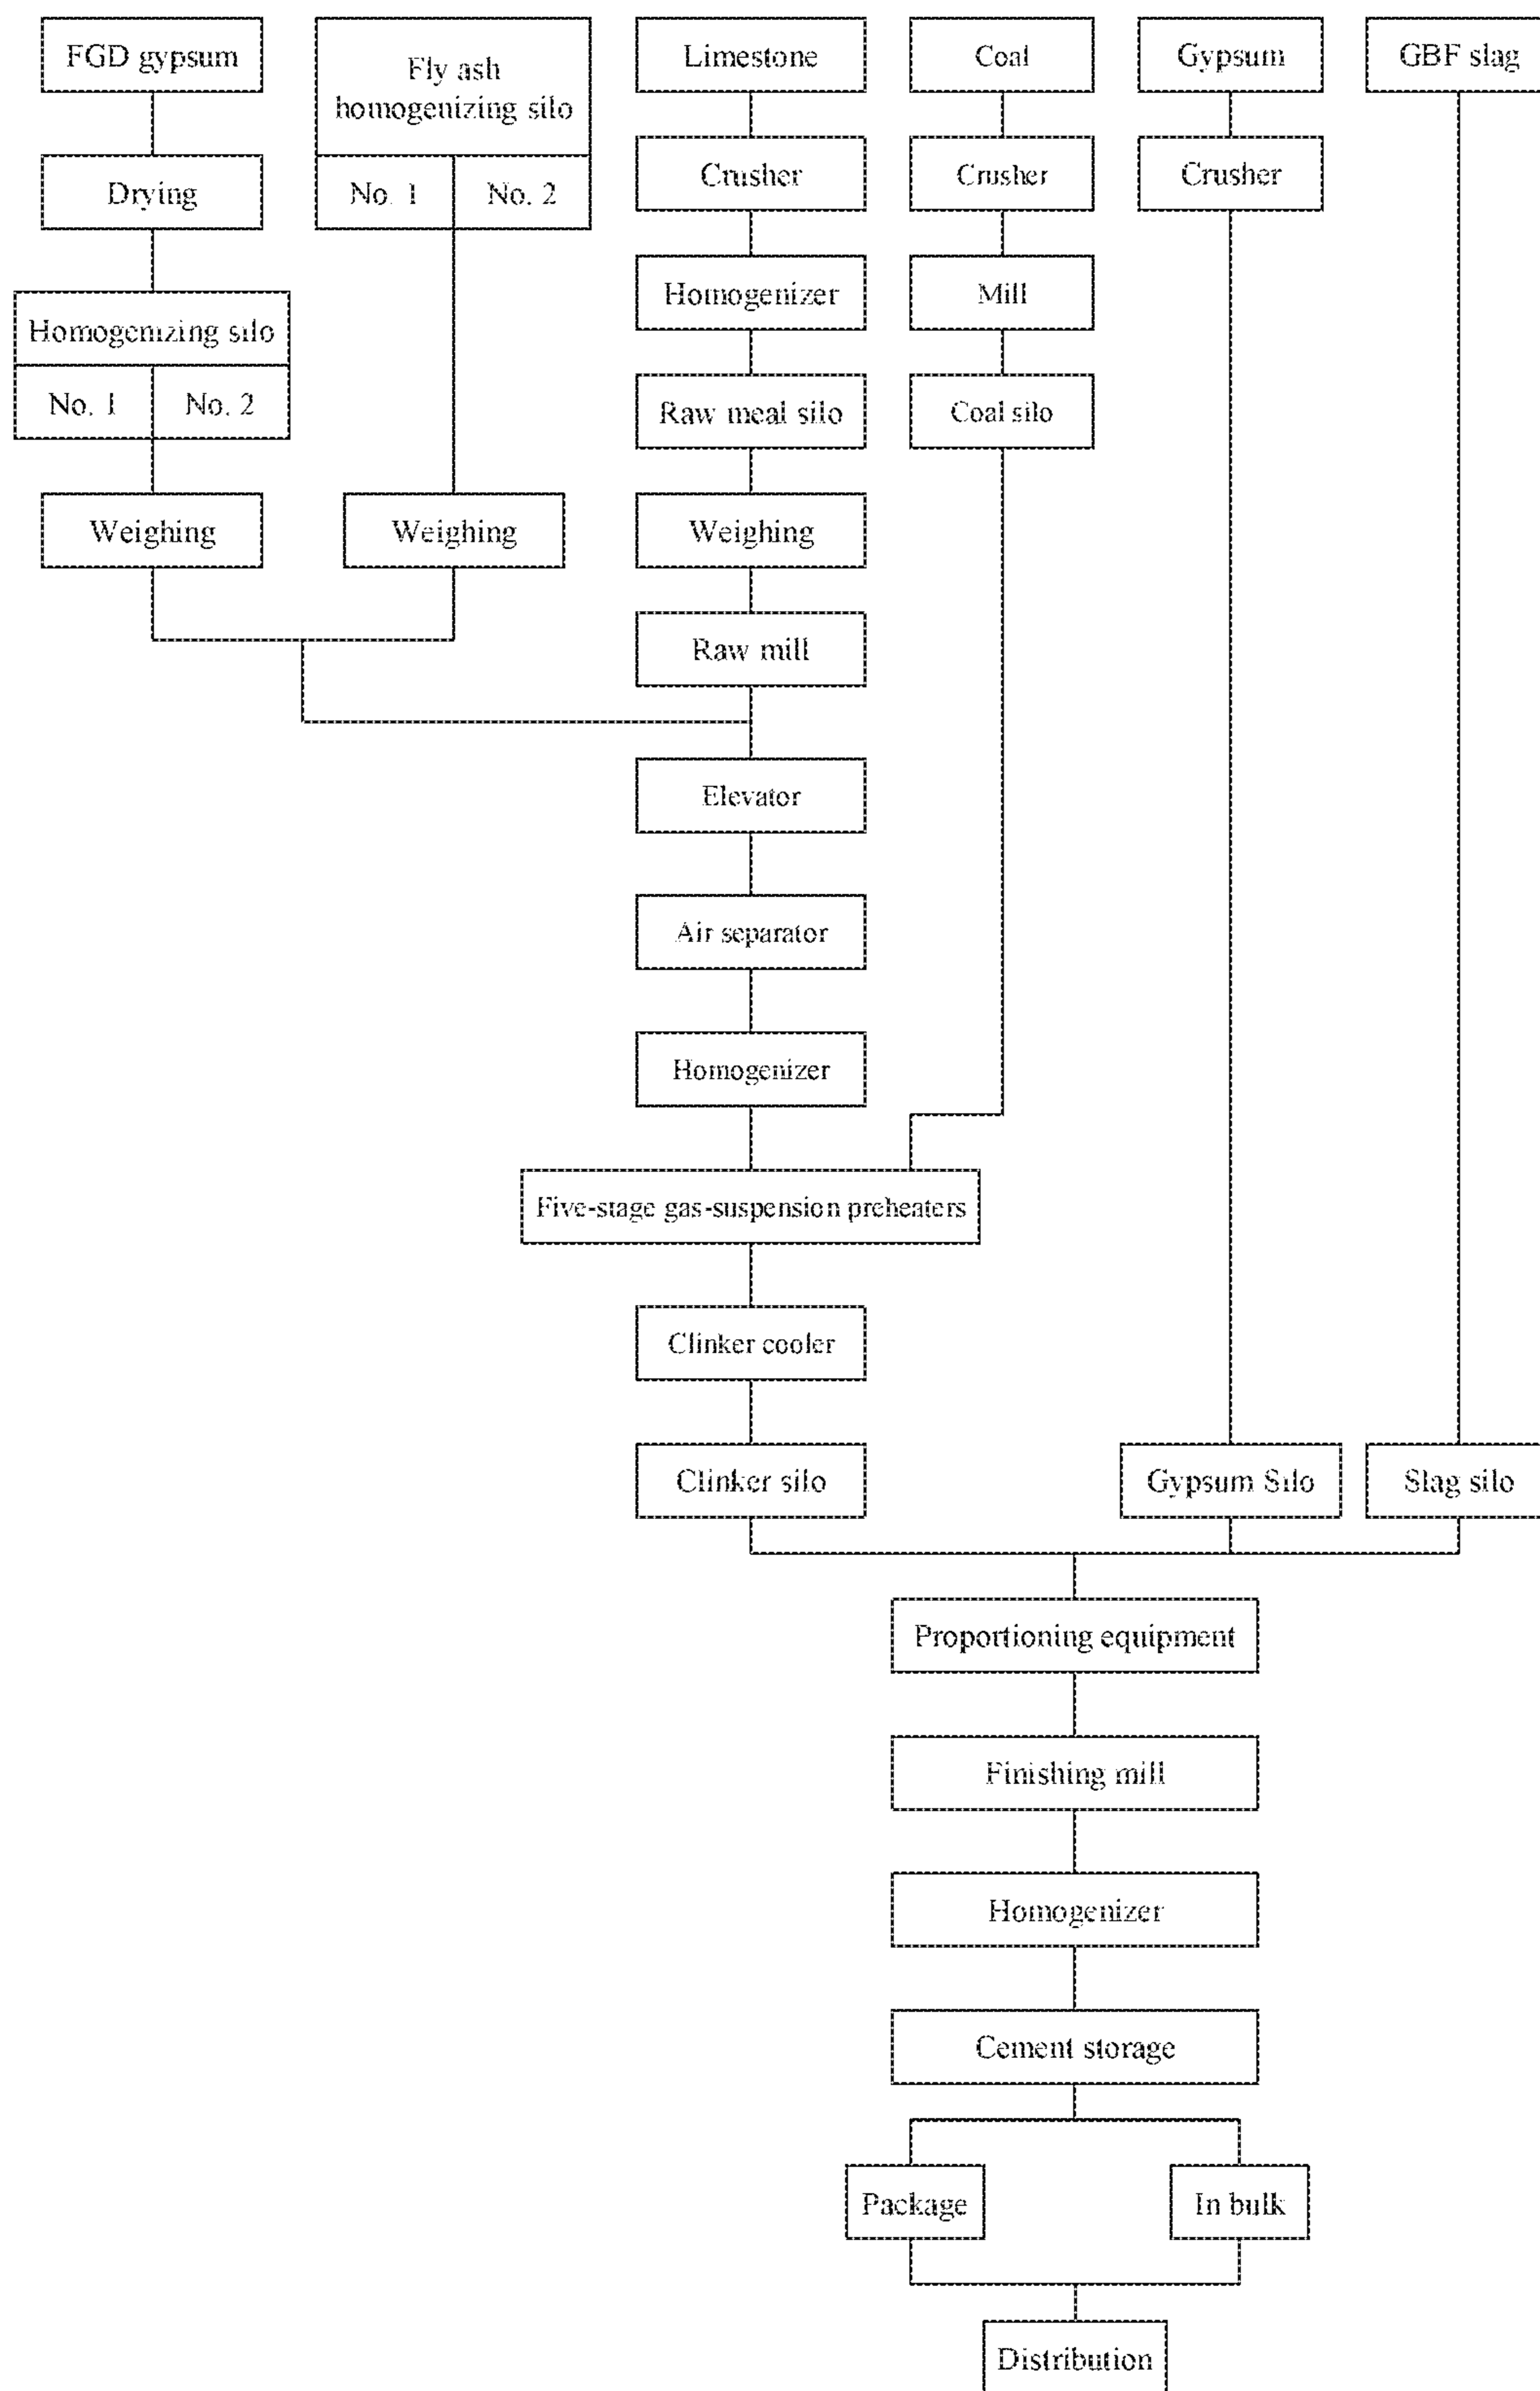 FGD gypsum
Fly ash
homogenizing silo
Limestone
Coal
Gypsum
GBF slag
Drying
No. 1
No. 2
Crusher
Crusher
Crusher
Homogenizing silo
No. 1
No. 2
Homogenizer
Mill
Raw meal silo
Coal silo
Weighing
Weighing
Weighing
Raw mill
Elevator
Air separator
Homogenizer
Five-stage gas-suspension preheaters
Clinker cooler
Clinker silo
Gypsum Silo
Slag silo
Proportioning equipment
Finishing mill
Homogenizer
Cement storage
Package
In bulk
Distribution